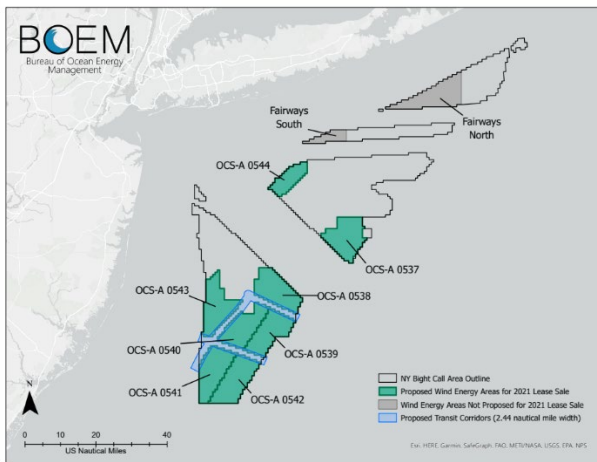 BOEM
Bureau of Ocean Energy
Management
Fairways
South
Fairways
North
OCS-A 0544
OCS-A 0537
OCS-A 0543
OCS-A 0538
OCS-A 0540
OCS-A 0539
OCS-A 0541
OCS-A 0542
N
NY Bight Call Area Outline
Proposed Wind Energy Areas for 2021 Lease Sale
Wind Energy Areas Not Proposed for 2021 Lease Sale
Proposed Transit Corridors (2.44 nautical mile width)
0 10 20 40
US Nautical Miles
Esri, HERE, Garmin, SafeGraph, FAO, METI/NASA, USGS, EPA, NPS